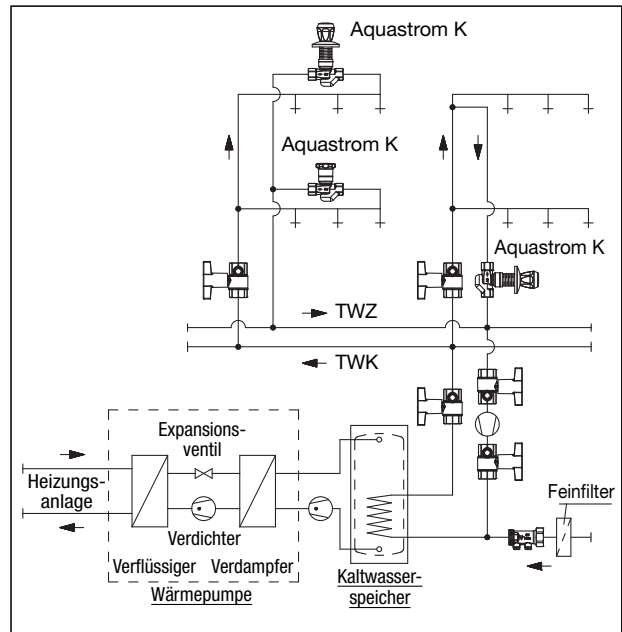 Aquastrom K
Aquastrom K
Aquastrom K
TWZ
TWK
Expansions-
ventil
Heizungs-
anlage
Verdichter
Feinfilter
Verflüssiger
Verdampfer
Wärmepumpe
Kaltwasser-
speicher